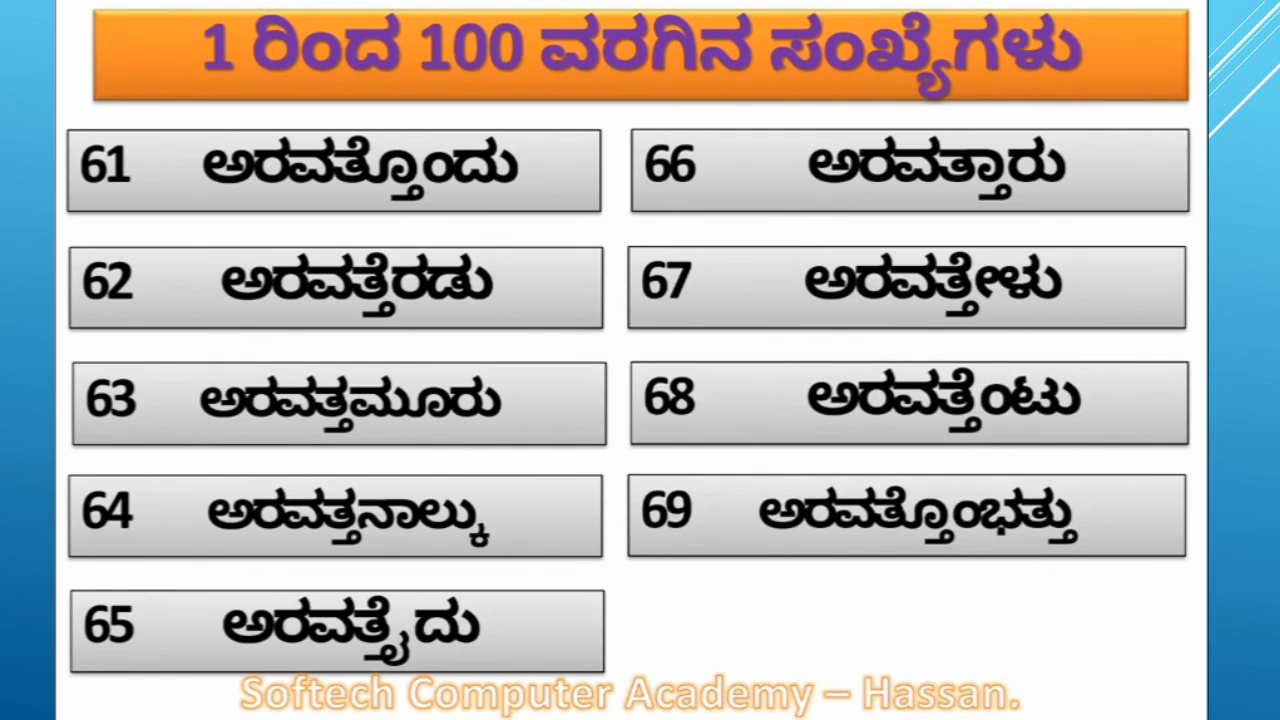 1 ರಿಂದ 100 ವರಗಿನ ಸಂಖ್ಯೆಗಳು
61 ಅರವತ್ತೊಂದು
62 ಅರವತ್ತೆರಡು
63 ಅರವತ್ತಮೂರು
64 ಅರವತ್ತನಾಲ್ಕು
65 ಅರವತ್ತೈದು
66 ಅರವತ್ತಾರು
67 ಅರವತ್ತೇಳು
68 ಅರವತ್ತೆಂಟು
69 ಅರವತ್ತೊಂಭತ್ತು
Softech Computer Academy – Hassan.